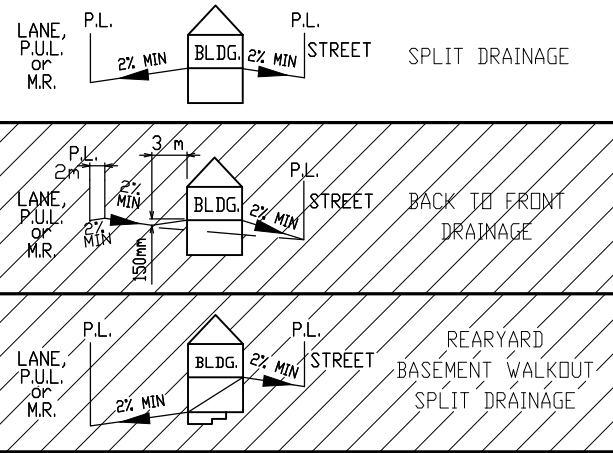 P.L.
P.L.
LANE,
P.U.L.
or
M.R.
2% MIN
BLDG.
2% MIN
STREET
SPLIT DRAINAGE
3 m
P.L.
2m
P.L.
2%
MIN
LANE,
P.U.L.
or
M.R.
2%
MIN
150mm
BLDG.
2% MIN
STREET
BACK TO FRONT
DRAINAGE
P.L.
P.L.
LANE,
P.U.L.
or
M.R.
2% MIN
BLDG.
2% MIN
STREET
REARYARD
BASEMENT WALKOUT
SPLIT DRAINAGE